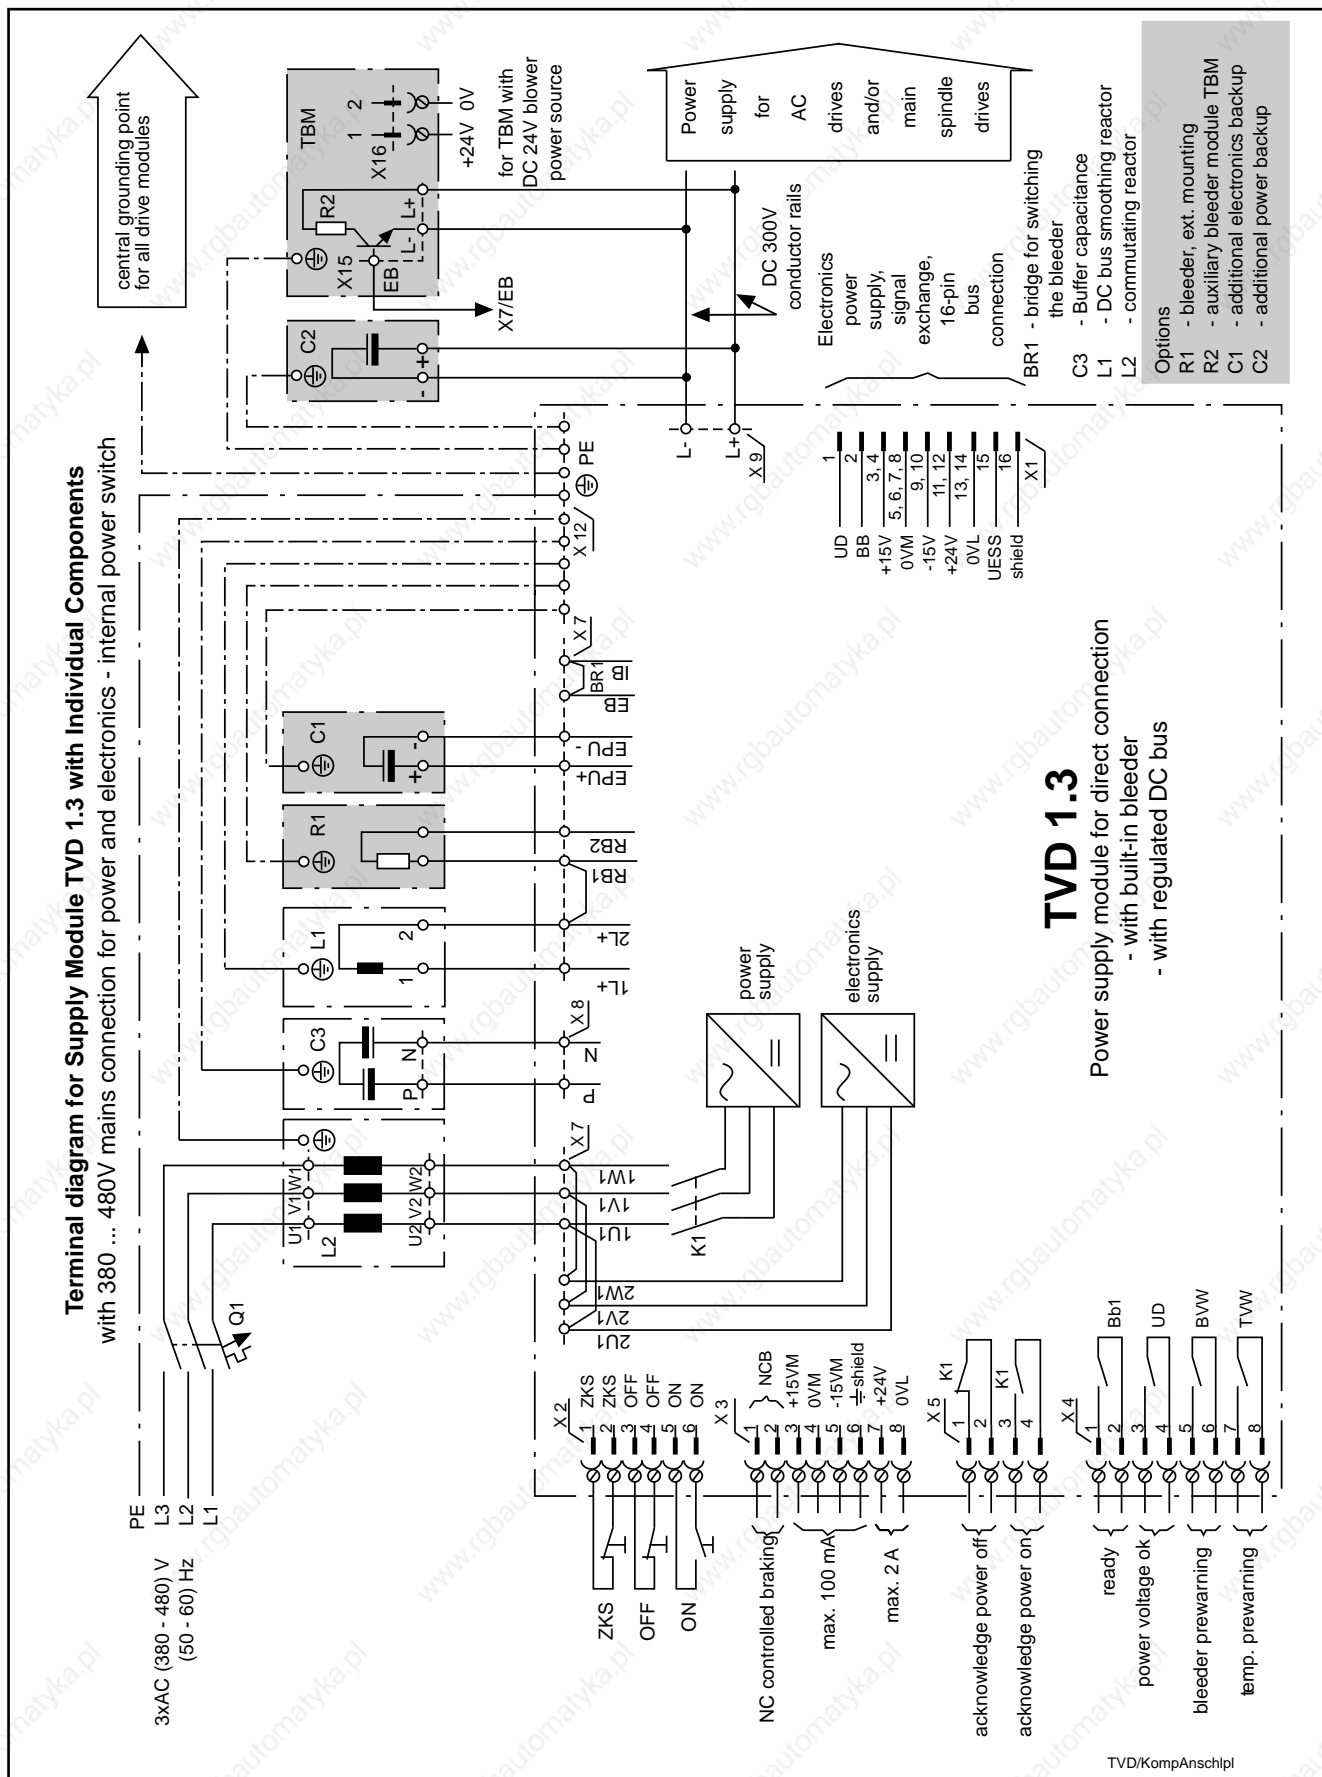 Terminal diagram for Supply Module TVD 1.3 with Individual Components
with 380 ... 480V mains connection for power and electronics - internal power switch
3xAC (380 - 480) V
(50 - 60) Hz
PE
L3
L2
L1
Q1
U1 V1 W1
L2
U2 V2 W2
C3
P N
L1
1 2
R1
C1
+ -
C2
- +
X7/EB
TBM
R2
X15
EB
L- L+
X16
1 2
+24V 0V
for TBM with
DC 24V blower
power source
central grounding point
for all drive modules
2U1
2V1
2W1
1U1
1V1
1W1
X 7
P
N
X 8
1L+
2L+
RB1
RB2
EPU+
EPU -
EB
BR1
IB
X 7
X 12
PE
L-
L+
X 9
DC 300V
conductor rails
Power
supply
for
AC
drives
and/or
main
spindle
drives
K1
power
supply
electronics
supply
Electronics
power
supply,
signal
exchange,
16-pin
bus
connection
UD 1
BB 2
+15V 3, 4
0VM 5, 6, 7, 8
-15V 9, 10
+24V 11, 12
0VL 13, 14
UESS 15
shield 16
X1
BR1 - bridge for switching
the bleeder
C3 - Buffer capacitance
L1 - DC bus smoothing reactor
L2 - commutating reactor
Options
R1 - bleeder, ext. mounting
R2 - auxiliary bleeder module TBM
C1 - additional electronics backup
C2 - additional power backup
TVD 1.3
Power supply module for direct connection
- with built-in bleeder
- with regulated DC bus
X 2
1 ZKS
2 ZKS
3 OFF
4 OFF
5 ON
6 ON
ZKS
OFF
ON
X 3
1
2
NCB
3 +15VM
4 0VM
5 -15VM
6 shield
7 +24V
8 0VL
NC controlled braking
max. 100 mA
max. 2 A
X 5
1
2
K1
3
4
K1
acknowledge power off
acknowledge power on
X 4
1
2
Bb1
3
4
UD
5
6
BVW
7
8
TVW
ready
power voltage ok
bleeder prewarning
temp. prewarning
TVD/KompAnschlpl
www.rgbautomatyka.pl